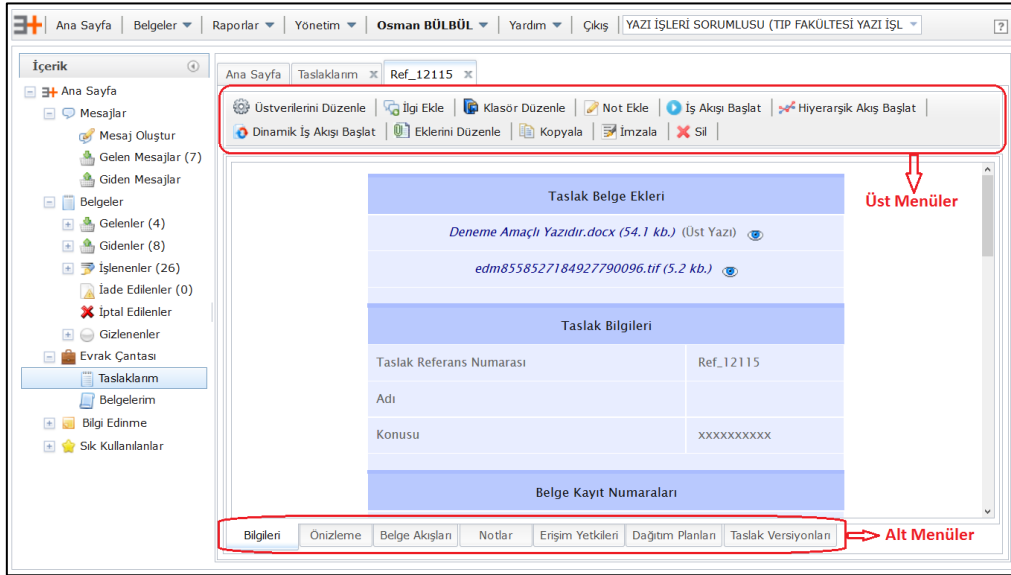 Ana Sayfa Belgeler Raporlar Yönetim Osman BÜLBÜL Yardım Çıkış YAZI İŞLERİ SORUMLUSU (TIP FAKÜLTESİ YAZI İŞL ?
İçerik
Ana Sayfa
Mesajlar
Mesaj Oluştur
Gelen Mesajlar (7)
Giden Mesajlar
Belgeler
Gelenler (4)
Gidenler (8)
İşlenenler (26)
İade Edilenler (0)
İptal Edilenler
Gizlenenler
Evrak Çantası
Taslaklarım
Belgelerim
Bilgi Edinme
Sık Kullanılanlar
Ana Sayfa Taslaklarım x Ref_12115 x
Üstverilerini Düzenle İlgi Ekle Klasör Düzenle Not Ekle İş Akışı Başlat Hiyerarşik Akış Başlat
Dinamik İş Akışı Başlat Eklerini Düzenle Kopyala İmzala Sil
Üst Menüler
Taslak Belge Ekleri
Deneme Amaçlı Yazıdır.docx (54.1 kb.) (Üst Yazı)
edm8558527184927790096.tif (5.2 kb.)
Taslak Bilgileri
Taslak Referans Numarası Ref_12115
Adı
Konusu xxxxxxxxxx
Belge Kayıt Numaraları
Bilgileri Önizleme Belge Akışları Notlar Erişim Yetkileri Dağıtım Planları Taslak Versiyonları
Alt Menüler